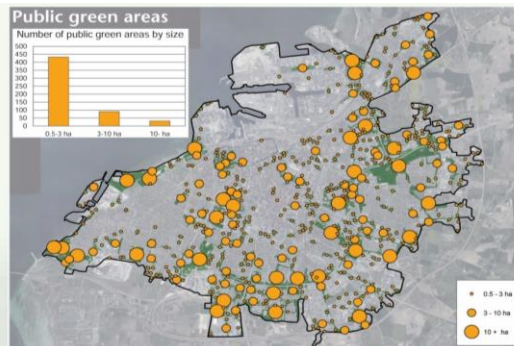 Public green areas
Number of public green areas by size
500
450
400
350
300
250
200
150
100
50
0
0.5-3 ha
3-10 ha
10- ha
0.5 - 3 ha
3 - 10 ha
10 + ha